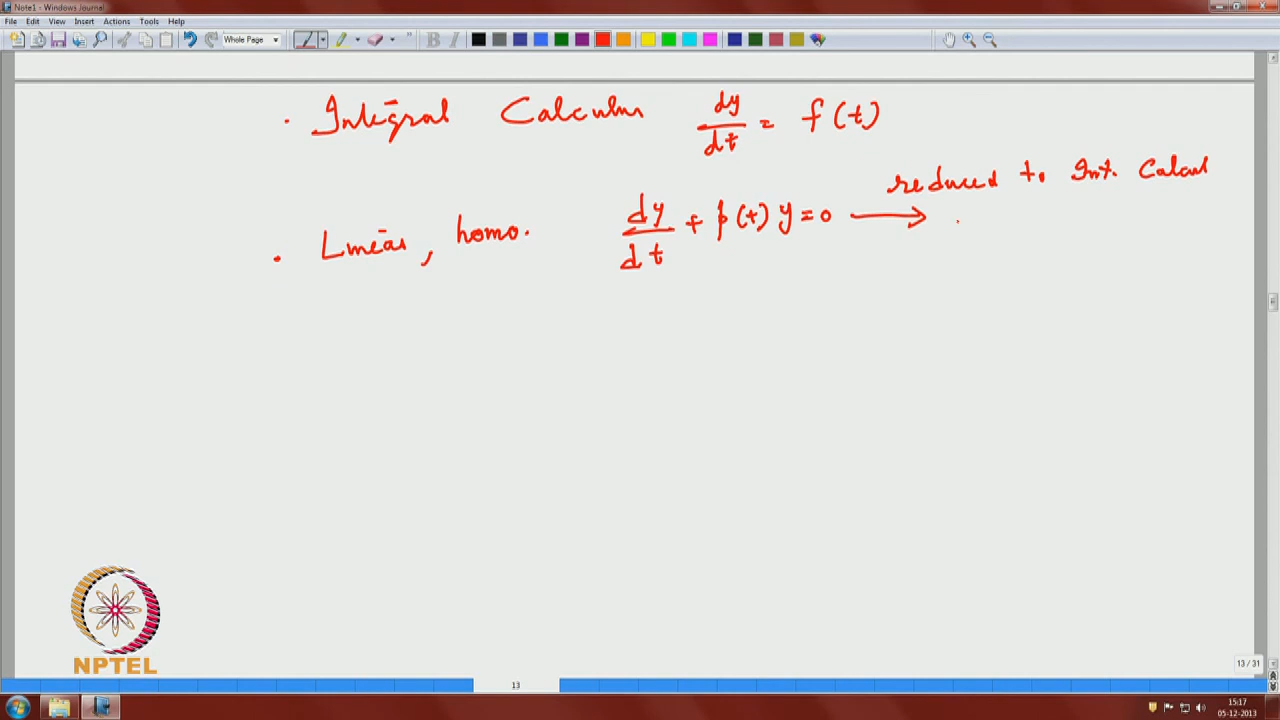 Note1 - Windows Journal
File Edit View Insert Actions Tools Help
Whole Page
B I
. Integral Calculus dy/dt = f(t)
reduced to Int. Calcul
. Linear, homo. dy/dt + p(t) y = 0 →
NPTEL
13 / 31
13
15:17
05-12-2013